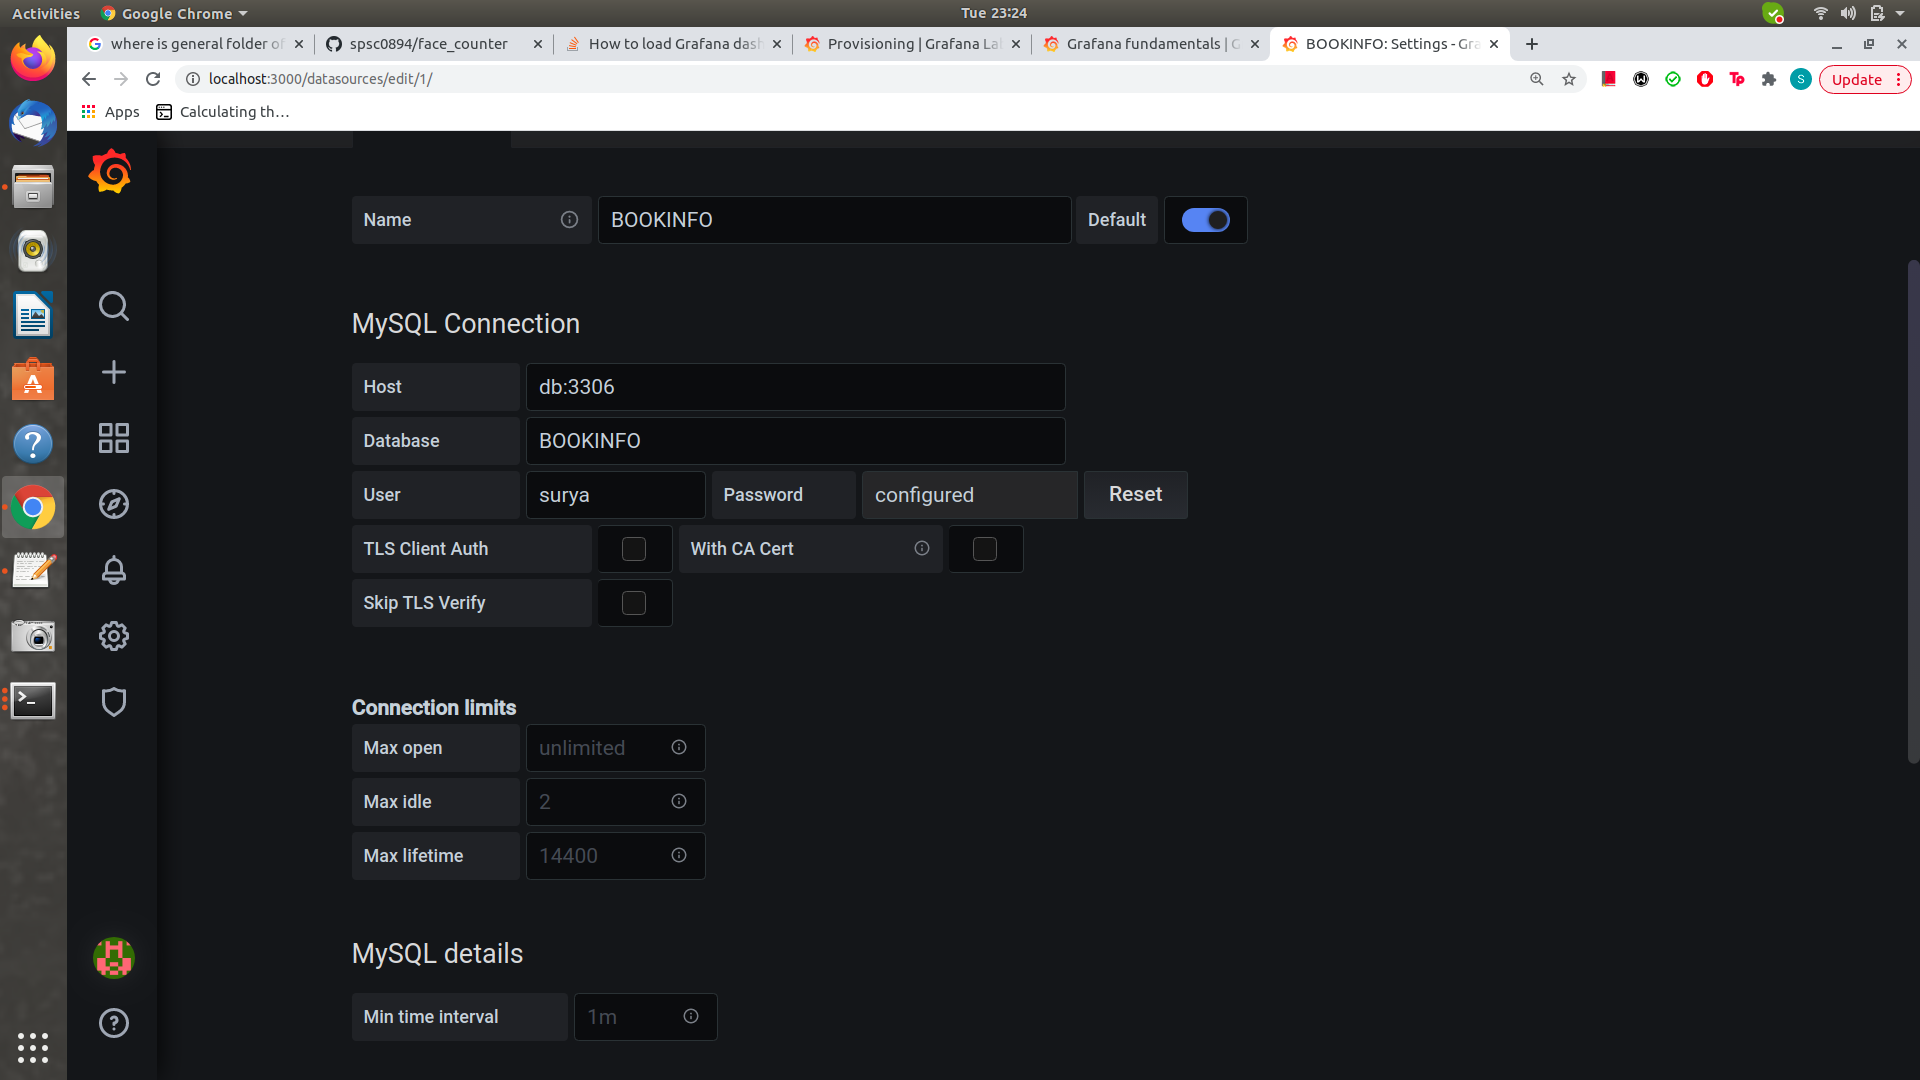 Activities Google Chrome Tue 23:24
where is general folder of spsc0894/face_counter How to load Grafana dash Provisioning | Grafana La Grafana fundamentals | G BOOKINFO: Settings - Gra
localhost:3000/datasources/edit/1/ Update
Apps Calculating th…
Name BOOKINFO Default
MySQL Connection
Host db:3306
Database BOOKINFO
User surya Password configured Reset
TLS Client Auth With CA Cert
Skip TLS Verify
Connection limits
Max open unlimited
Max idle 2
Max lifetime 14400
MySQL details
Min time interval 1m